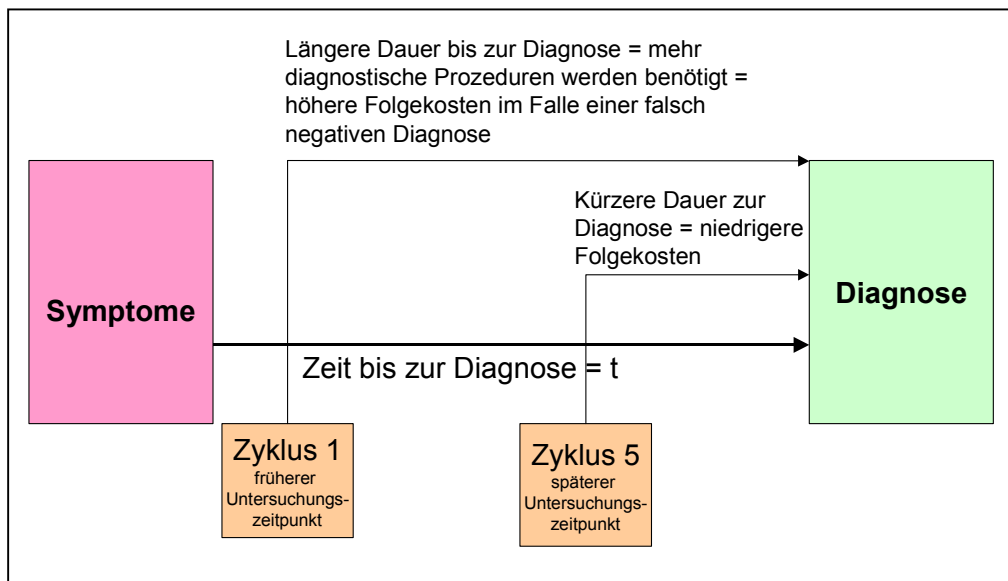 Längere Dauer bis zur Diagnose = mehr
diagnostische Prozeduren werden benötigt =
höhere Folgekosten im Falle einer falsch
negativen Diagnose
Kürzere Dauer zur
Diagnose = niedrigere
Folgekosten
Symptome
Diagnose
Zeit bis zur Diagnose = t
Zyklus 1
früherer
Untersuchungs-
zeitpunkt
Zyklus 5
späterer
Untersuchungs-
zeitpunkt